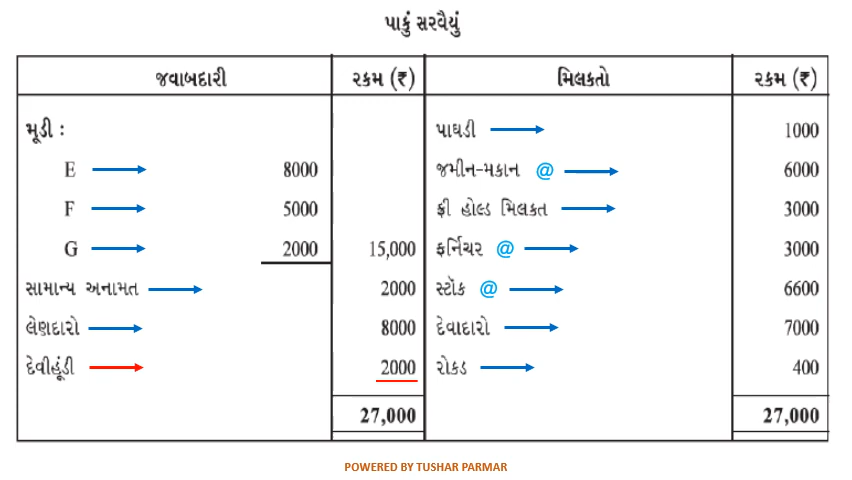 પાકું સરવૈયું
જવાબદારી રકમ (₹) મિલકતો રકમ (₹)
મૂડી : પાઘડી 1000
E 8000 જમીન-મકાન @ 6000
F 5000 ફ્રી હોલ્ડ મિલકત 3000
G 2000 15,000 ફર્નિચર @ 3000
સામાન્ય અનામત 2000 સ્ટૉક @ 6600
લેણદારો 8000 દેવાદારો 7000
દેવીહૂંડી 2000 રોકડ 400
27,000 27,000
POWERED BY TUSHAR PARMAR